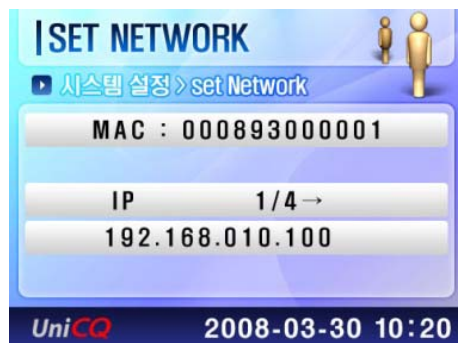 SET NETWORK
시스템 설정 > set Network
MAC : 000893000001
IP 1/4→
192.168.010.100
UniCQ 2008-03-30 10:20